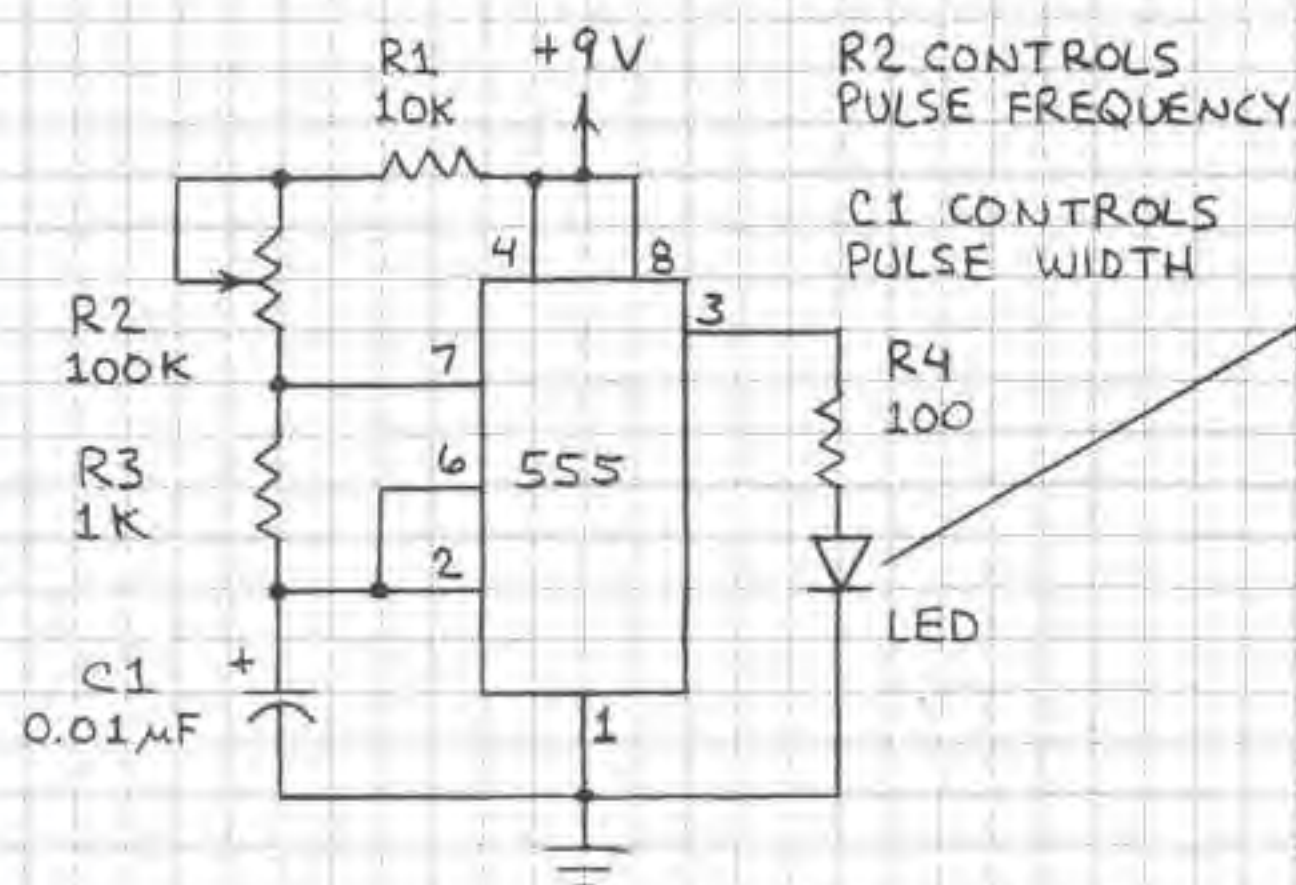 R1
10K
+9V
R2 CONTROLS
PULSE FREQUENCY
C1 CONTROLS
PULSE WIDTH
4
8
3
R2
100K
7
R4
100
R3
1K
6
555
2
LED
C1
+
0.01µF
1